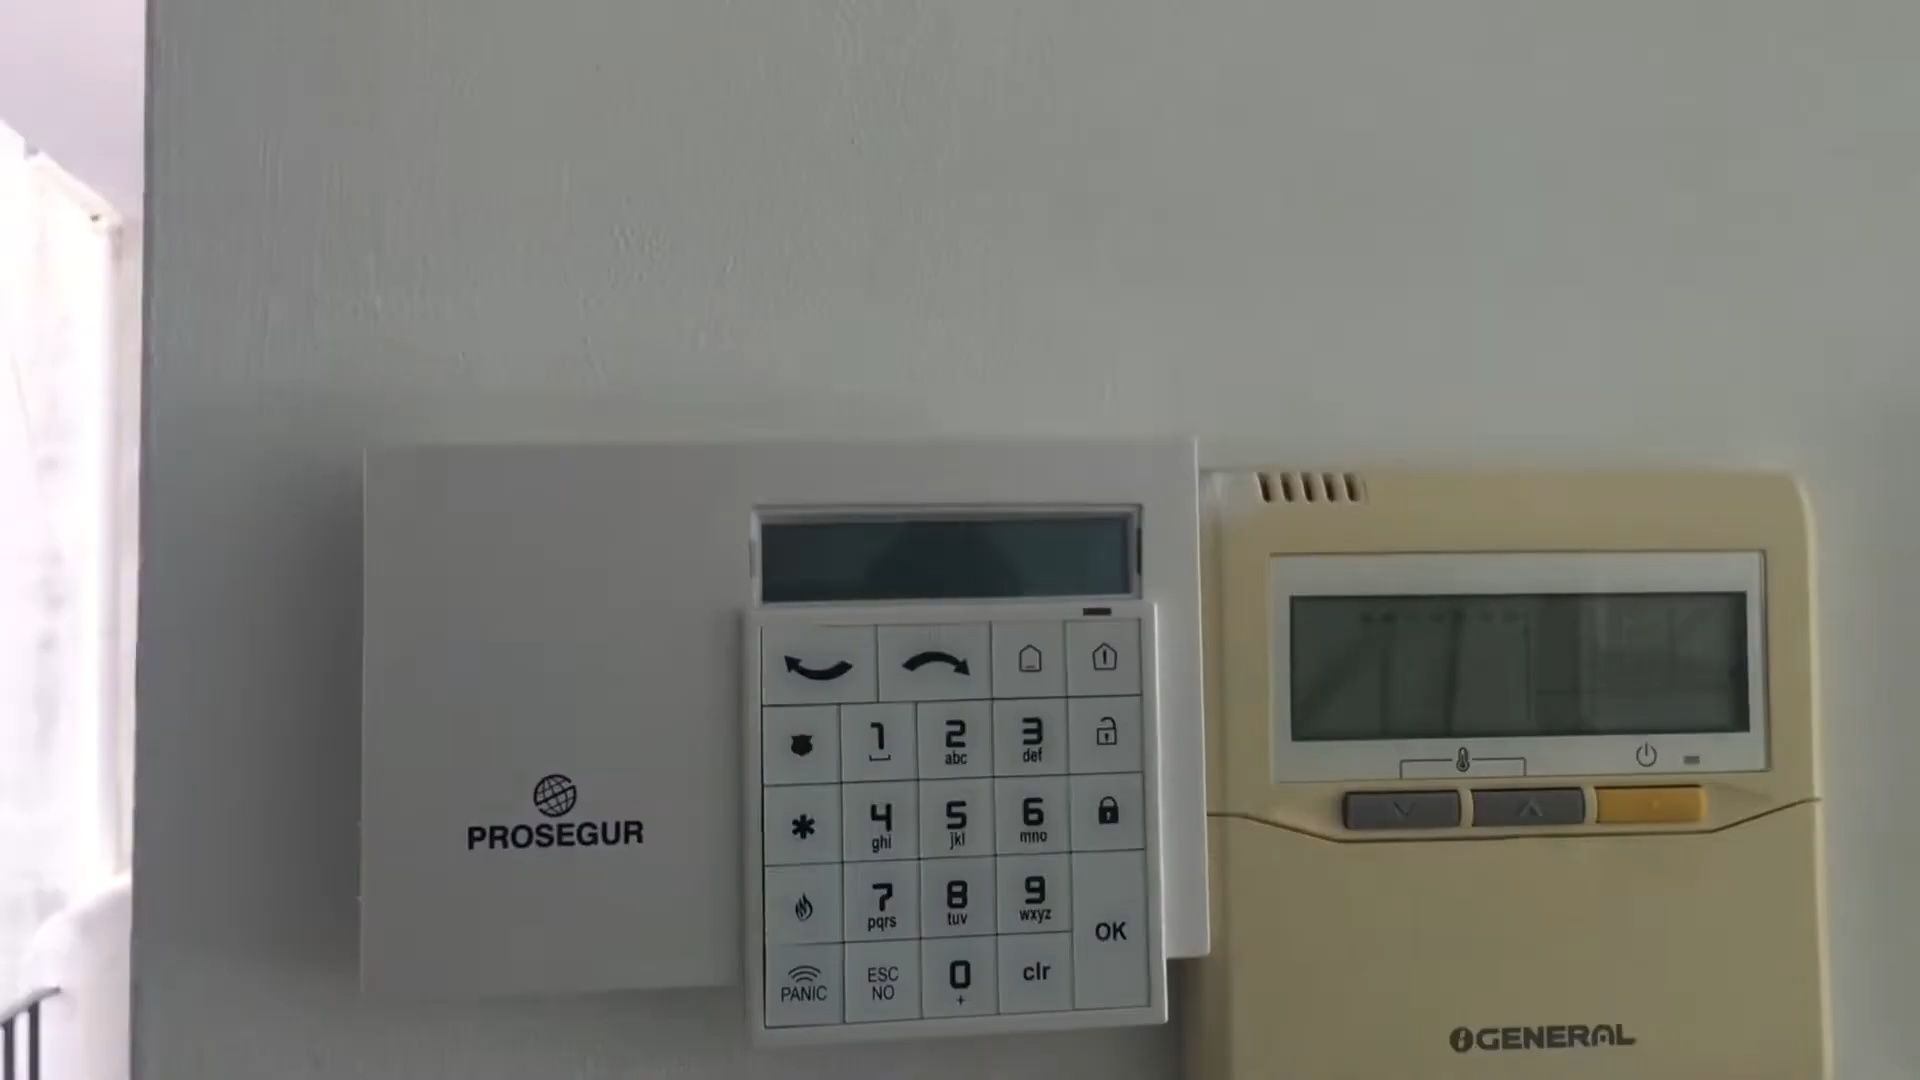 PROSEGUR
1
2
abc
3
def
4
ghi
5
jkl
6
mno
7
pqrs
8
tuv
9
wxyz
OK
PANIC
ESC
NO
0
+
clr
GENERAL